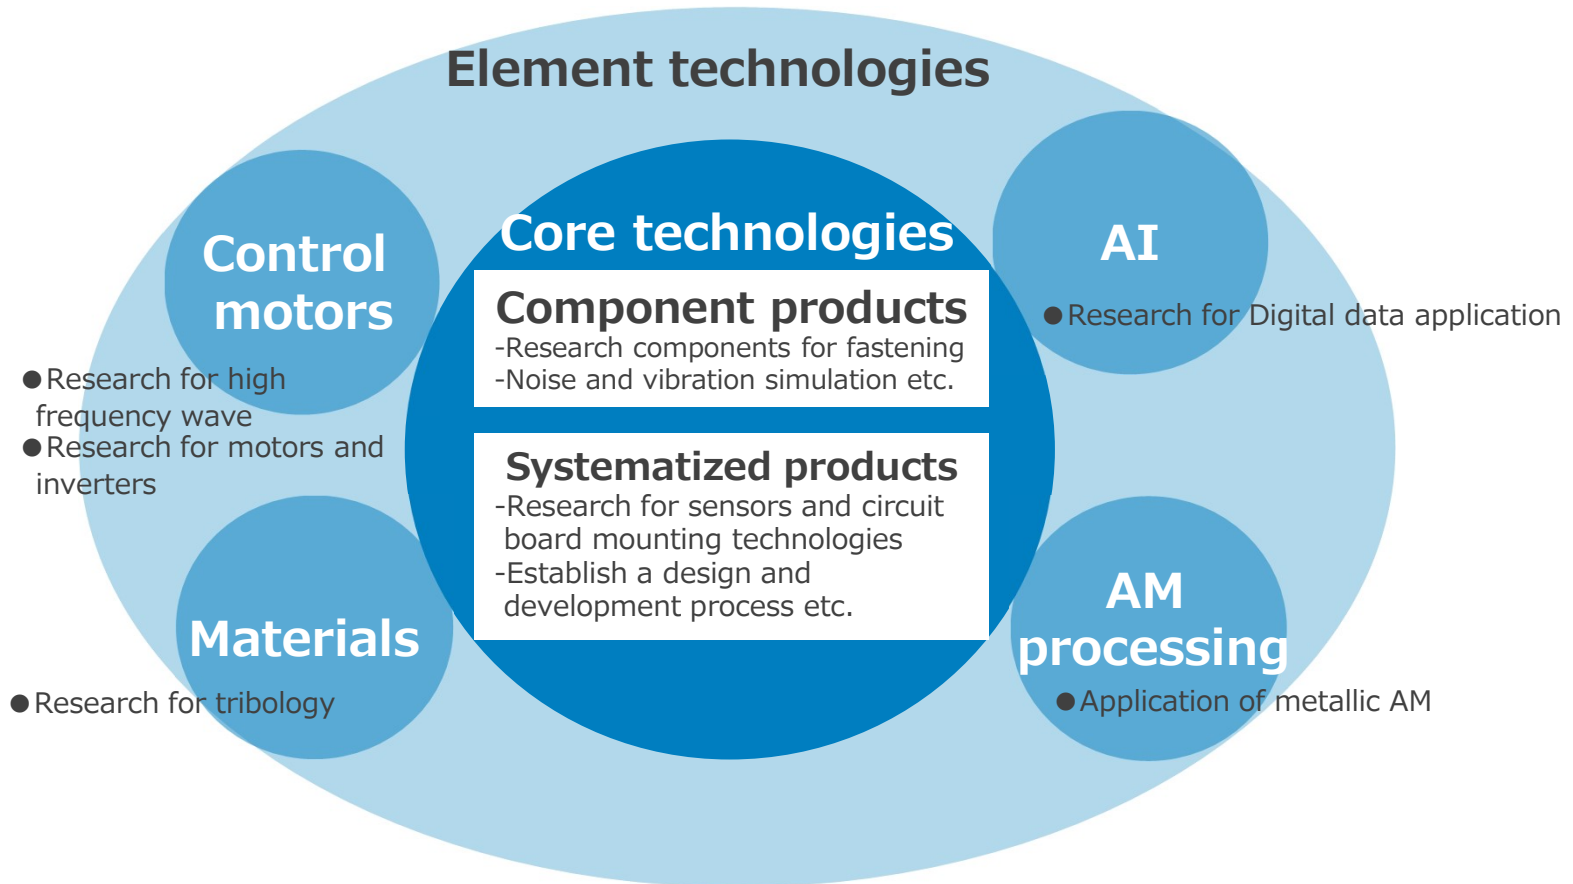 Element technologies
Control
motors
●Research for high
frequency wave
●Research for motors and
inverters
Materials
●Research for tribology
Core technologies
Component products
-Research components for fastening
-Noise and vibration simulation etc.
Systematized products
-Research for sensors and circuit
board mounting technologies
-Establish a design and
development process etc.
AI
●Research for Digital data application
AM
processing
●Application of metallic AM